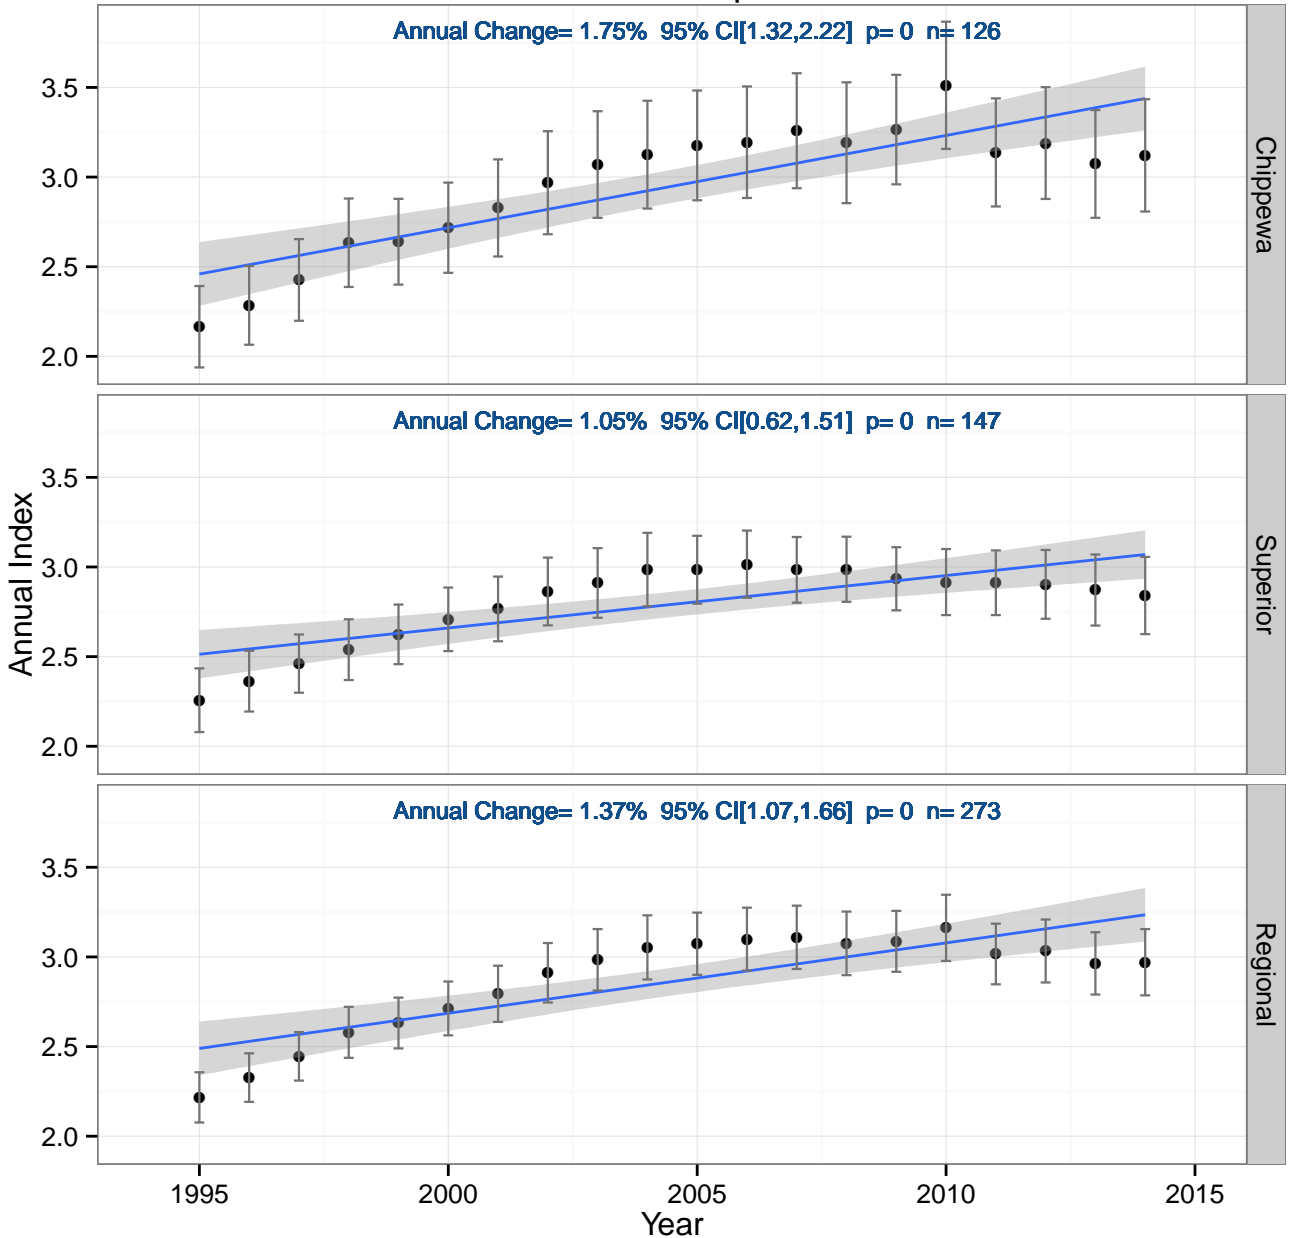 Annual Change= 1.75%  95% CI[1.32,2.22]  p= 0  n= 126
3.5
3.0
2.5
2.0
Chippewa
Annual Change= 1.05%  95% CI[0.62,1.51]  p= 0  n= 147
3.5
3.0
2.5
2.0
Superior
Annual Index
Annual Change= 1.37%  95% CI[1.07,1.66]  p= 0  n= 273
3.5
3.0
2.5
2.0
Regional
1995 2000 2005 2010 2015
Year